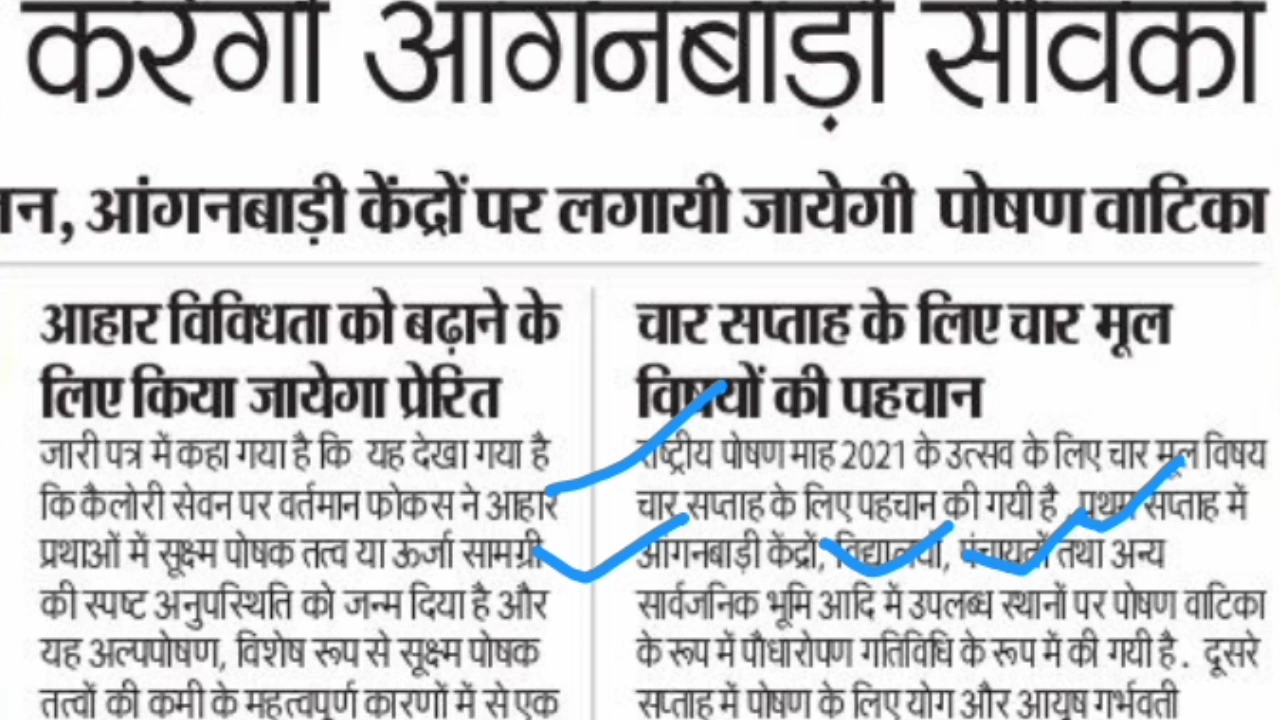 करेगी आंगनबाड़ी सेविका
न, आंगनबाड़ी केंद्रों पर लगायी जायेगी पोषण वाटिका
आहार विविधता को बढ़ाने के
लिए किया जायेगा प्रेरित
जारी पत्र में कहा गया है कि यह देखा गया है
कि कैलोरी सेवन पर वर्तमान फोकस ने आहार
प्रथाओं में सूक्ष्म पोषक तत्व या ऊर्जा सामग्री
की स्पष्ट अनुपस्थिति को जन्म दिया है और
यह अल्पपोषण, विशेष रूप से सूक्ष्म पोषक
तत्वों की कमी के महत्वपूर्ण कारणों में से एक
चार सप्ताह के लिए चार मूल
विषयों की पहचान
राष्ट्रीय पोषण माह 2021 के उत्सव के लिए चार मूल विषय
चार सप्ताह के लिए पहचान की गयी है. प्रथम सप्ताह में
आंगनबाड़ी केंद्रों, विद्यालयों, पंचायतों तथा अन्य
सार्वजनिक भूमि आदि में उपलब्ध स्थानों पर पोषण वाटिका
के रूप में पौधारोपण गतिविधि के रूप में की गयी है. दूसरे
सप्ताह में पोषण के लिए योग और आयुष गर्भवती